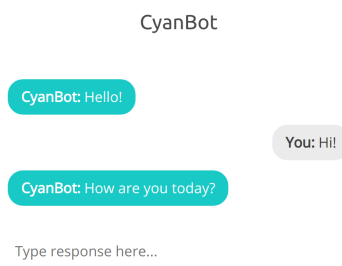 CyanBot
CyanBot: Hello!
You: Hi!
CyanBot: How are you today?
Type response here...